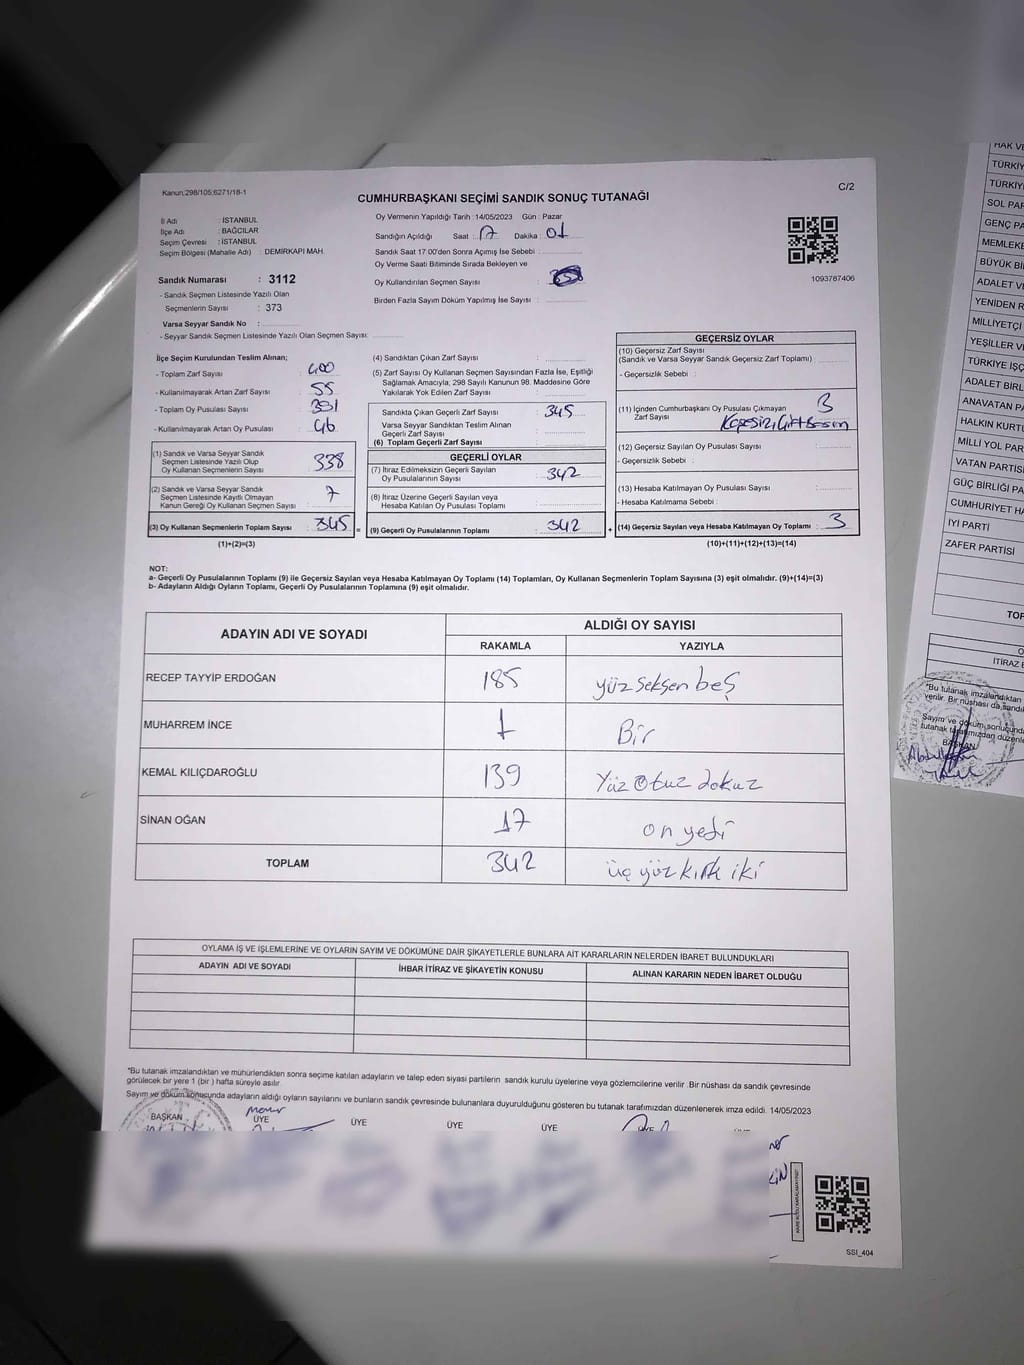 Kanun;298/105;6271/18-1
C/2
CUMHURBAŞKANI SEÇİMİ SANDIK SONUÇ TUTANAĞI
İl Adı : İSTANBUL
İlçe Adı : BAĞCILAR
Seçim Çevresi : İSTANBUL
Seçim Bölgesi (Mahalle Adı) : DEMİRKAPI MAH.
Sandık Numarası : 3112
- Sandık Seçmen Listesinde Yazılı Olan
Seçmenlerin Sayısı : 373
Varsa Seyyar Sandık No :
- Seyyar Sandık Seçmen Listesinde Yazılı Olan Seçmen Sayısı:
Oy Vermenin Yapıldığı Tarih :14/05/2023 Gün : Pazar
Sandığın Açıldığı Saat : 17 Dakika : 01
Sandık Saat 17:00'den Sonra Açımış İse Sebebi :
Oy Verme Saati Bitiminde Sırada Bekleyen ve
Oy Kullandırılan Seçmen Sayısı :
Birden Fazla Sayım Döküm Yapılmış İse Sayısı :
1093787406
İlçe Seçim Kurulundan Teslim Alınan;
- Toplam Zarf Sayısı : 400
- Kullanılmayarak Artan Zarf Sayısı : 55
- Toplam Oy Pusulası Sayısı : 391
- Kullanılmayarak Artan Oy Pusulası : 46
(1) Sandık ve Varsa Seyyar Sandık
Seçmen Listesinde Yazılı Olup
Oy Kullanan Seçmenlerin Sayısı : 338
(2) Sandık ve Varsa Seyyar Sandık
Seçmen Listesinde Kayıtlı Olmayan
Kanun Gereği Oy Kullanan Seçmen Sayısı : 7
(3) Oy Kullanan Seçmenlerin Toplam Sayısı : 345 =
(1)+(2)=(3)
(4) Sandıktan Çıkan Zarf Sayısı :
(5) Zarf Sayısı Oy Kullanan Seçmen Sayısından Fazla İse, Eşitliği
Sağlamak Amacıyla, 298 Sayılı Kanunun 98. Maddesine Göre
Yakılarak Yok Edilen Zarf Sayısı :
Sandıkta Çıkan Geçerli Zarf Sayısı : 345
Varsa Seyyar Sandıktan Teslim Alınan
Geçerli Zarf Sayısı :
(6) Toplam Geçerli Zarf Sayısı :
GEÇERLİ OYLAR
(7) İtiraz Edilmeksizin Geçerli Sayılan
Oy Pusulasının Sayısı : 342
(8) İtiraz Üzerine Geçerli Sayılan veya
Hesaba Katılan Oy Pusulası Sayısı :
(9) Geçerli Oy Pusulalarının Toplamı : 342 +
GEÇERSİZ OYLAR
(10) Geçersiz Zarf Sayısı
(Sandık ve Varsa Seyyar Sandık Geçersiz Zarf Toplamı) :
- Geçersizlik Sebebi :
(11) İçinden Cumhurbaşkanı Oy Pusulası Çıkmayan
Zarf Sayısı : 3
(12) Geçersiz Sayılan Oy Pusulası Sayısı :
- Geçersizlik Sebebi :
(13) Hesaba Katılmayan Oy Pusulası Sayısı :
- Hesaba Katılmama Sebebi :
(14) Geçersiz Sayılan veya Hesaba Katılmayan Oy Toplamı : 3
(10)+(11)+(12)+(13)=(14)
NOT:
a- Geçerli Oy Pusulalarının Toplamı (9) ile Geçersiz Sayılan veya Hesaba Katılmayan Oy Toplamı (14) Toplamları, Oy Kullanan Seçmenlerin Toplam Sayısına (3) eşit olmalıdır. (9)+(14)=(3)
b- Adayların Aldığı Oyların Toplamı, Geçerli Oy Pusulalarının Toplamına (9) eşit olmalıdır.
ADAYIN ADI VE SOYADI
ALDIĞI OY SAYISI
RAKAMLA YAZIYLA
RECEP TAYYİP ERDOĞAN 185 yüz seksen beş
MUHARREM İNCE 1 Bir
KEMAL KILIÇDAROĞLU 139 Yüz Otuz dokuz
SİNAN OĞAN 17 on yedi
TOPLAM 342 üç yüz kırk iki
OYLAMA İŞ VE İŞLEMLERİNE VE OYLARIN SAYIM VE DÖKÜMÜNE DAİR ŞİKAYETLERLE BUNLARA AİT KARARLARIN NELERDEN İBARET BULUNDUKLARI
ADAYIN ADI VE SOYADI İHBAR İTİRAZ VE ŞİKAYETİN KONUSU ALINAN KARARIN NEDEN İBARET OLDUĞU
*Bu tutanak imzalandıktan ve mühürlendikten sonra seçime katılan adayların ve talep eden siyasi partilerin sandık kurulu üyelerine veya gözlemcilerine verilir .Bir nüshası da sandık çevresinde
görülecek bir yere 1 (bir ) hafta süreyle asılır.
Sayım ve döküm sonucunda adayların aldığı oyların sayılarını ve bunların sandık çevresinde bulunanlara duyurulduğunu gösteren bu tutanak tarafımızdan düzenlenerek imza edildi. 14/05/2023
BAŞKAN ÜYE ÜYE ÜYE ÜYE ÜYE
SSİ_404
HAK VE
TÜRKİY
TÜRKİY
SOL PAR
GENÇ PA
MEMLEKE
BÜYÜK Bİ
ADALET VE
YENİDEN R
MİLLİYETÇİ
YEŞİLLER VE
TÜRKİYE İŞÇ
ADALET BİRL
ANAVATAN PA
HALKIN KURTU
MİLLİ YOL PAR
VATAN PARTİSİ
GÜÇ BİRLİĞİ PA
CUMHURİYET HA
İYİ PARTİ
ZAFER PARTİSİ
TOP
İTİRAZ E
*Bu tutanak imzalandıktan
verilir. Bir nüshası da sandı
Sayım ve döküm sonucunda
tutanak tarafımızdan düzenle
BAŞKAN